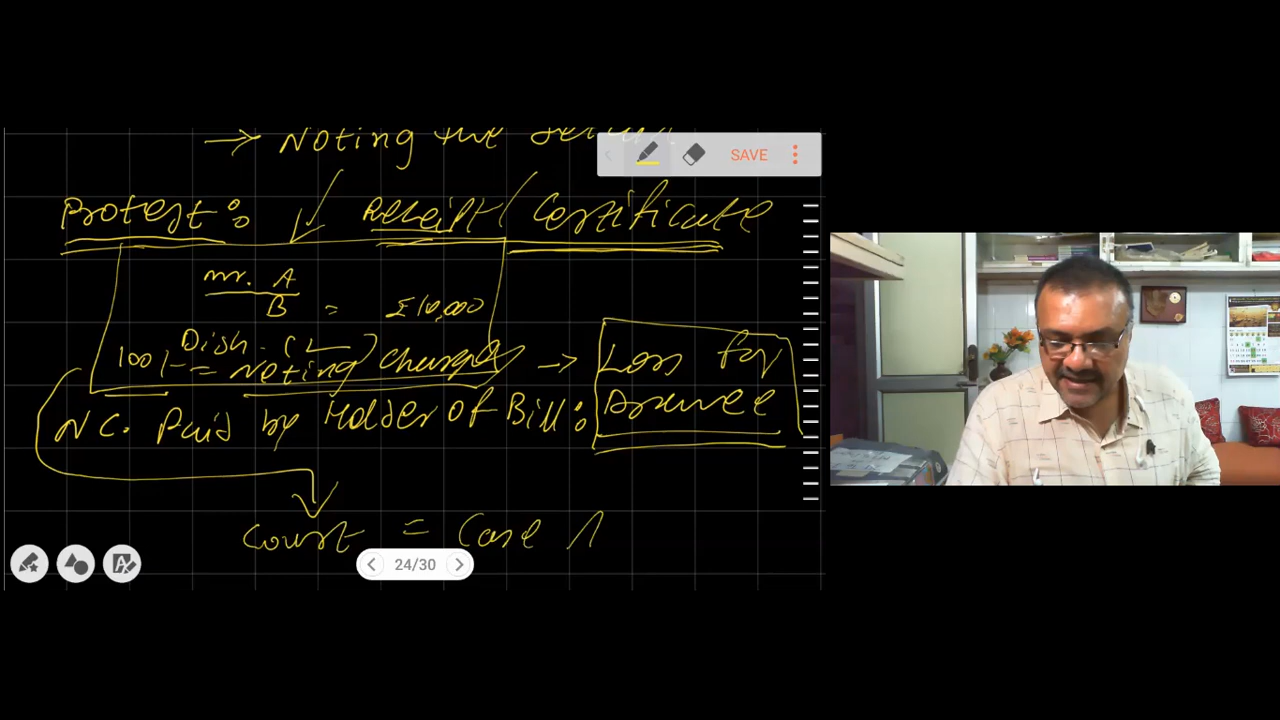 → Noting the
SAVE
Protest: Receipt / Certificate
Mr. A
B = ₹10,000
Dish. (L)
100/- = Noting Charges → Loss for
NC. Paid by Holder of Bill: Drawee
Court = Case
24/30